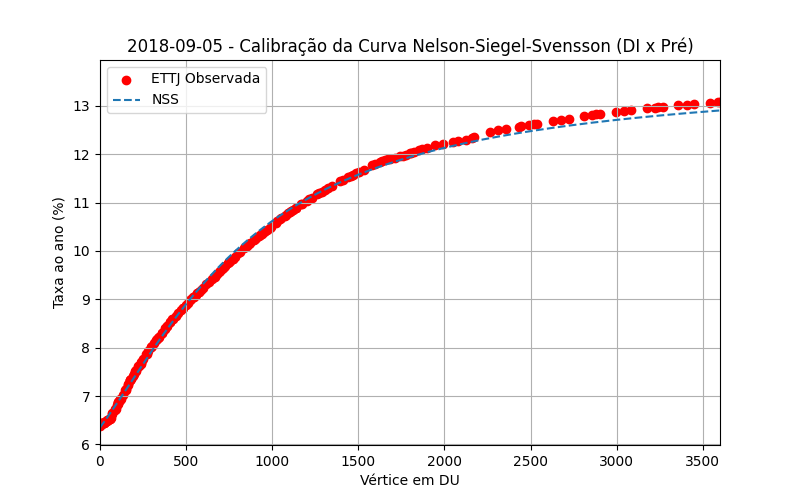 2018-09-05 - Calibração da Curva Nelson-Siegel-Svensson (DI x Pré)
ETTJ Observada
NSS
Taxa ao ano (%)
13
12
11
10
9
8
7
6
0 500 1000 1500 2000 2500 3000 3500
Vértice em DU